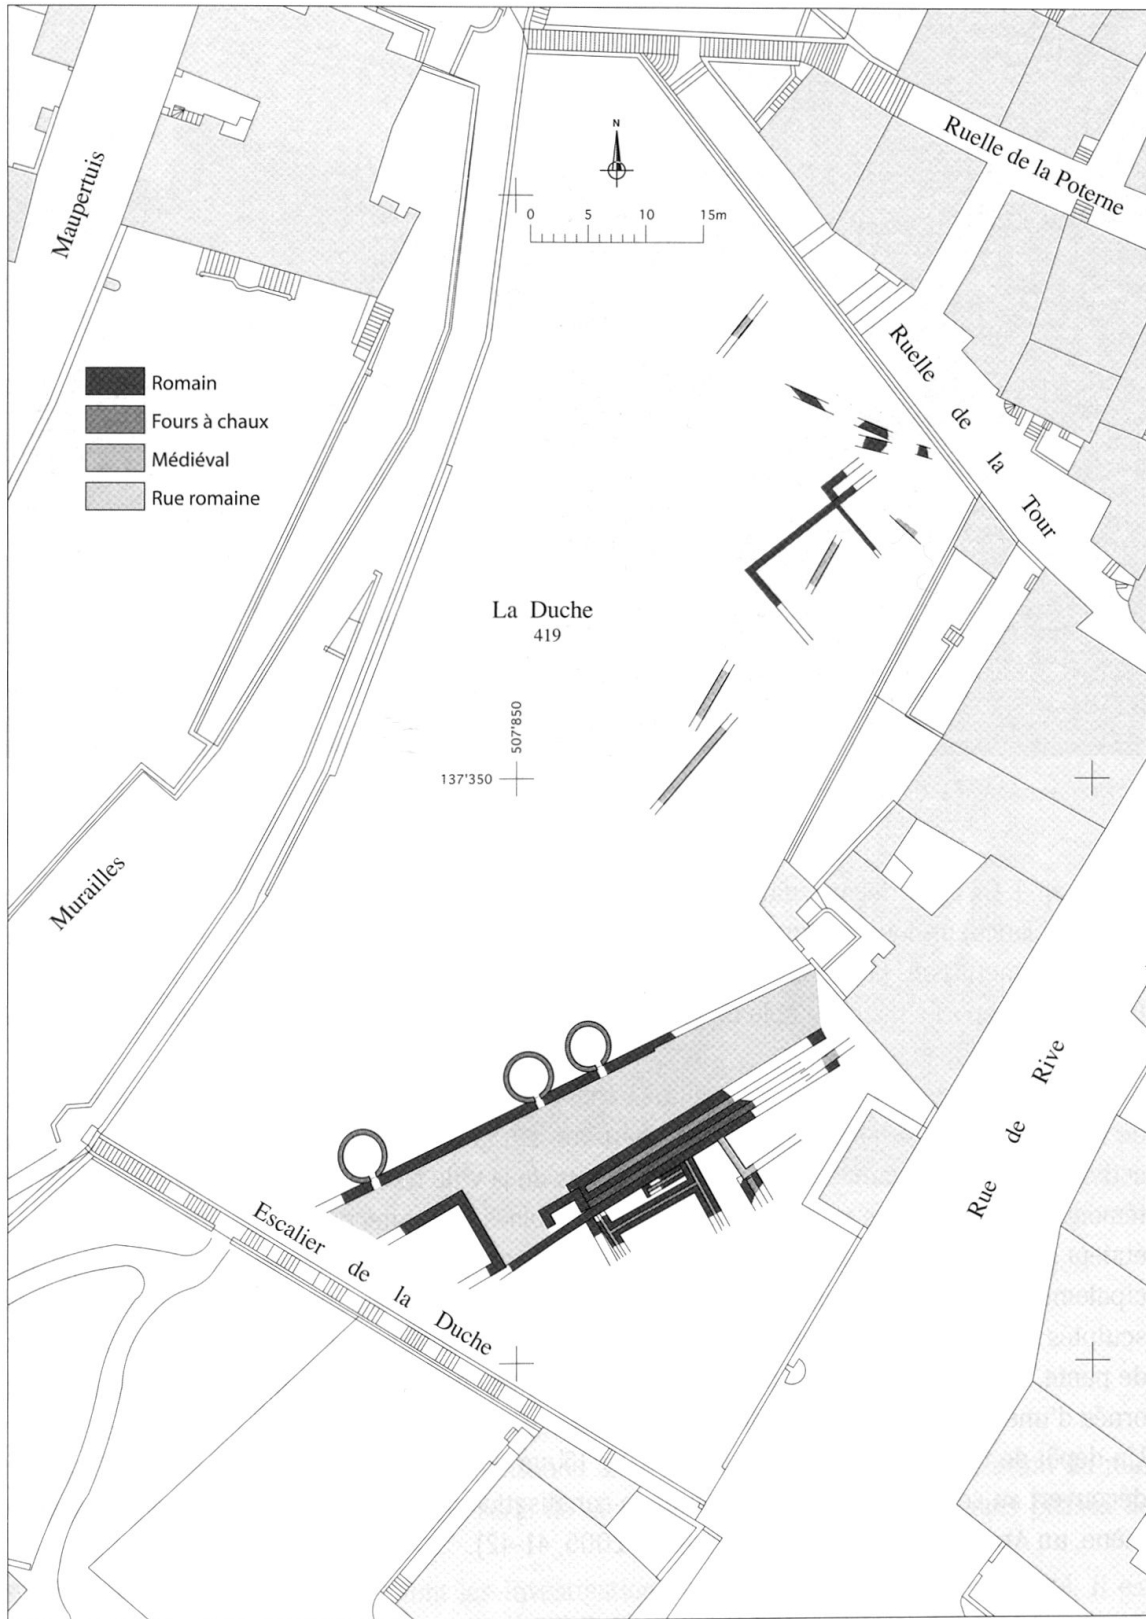 Maupertuis
N
0 5 10 15m
Ruelle de la Poterne
Ruelle de la Tour
Romain
Fours à chaux
Médiéval
Rue romaine
La Duche
419
507'850
137'350
Murailles
Rue de Rive
Escalier de la Duche